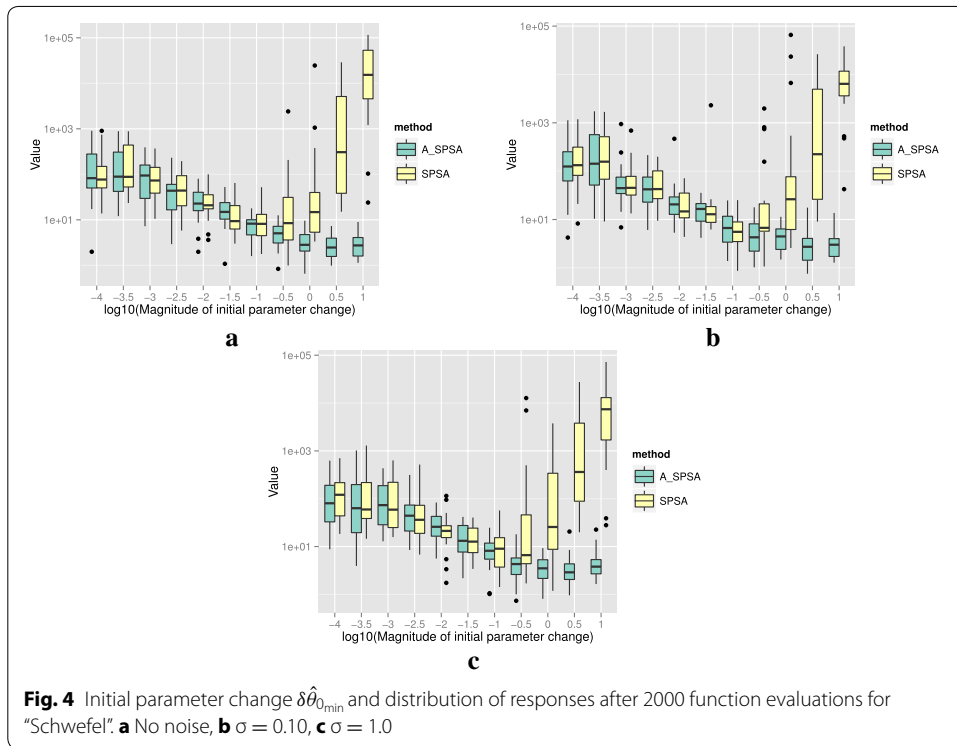 1e+05
1e+03
1e+01
Value
−4 −3.5 −3 −2.5 −2 −1.5 −1 −0.5 0 0.5 1
log10(Magnitude of initial parameter change)
method
A_SPSA
SPSA
a
1e+05
1e+03
1e+01
Value
−4 −3.5 −3 −2.5 −2 −1.5 −1 −0.5 0 0.5 1
log10(Magnitude of initial parameter change)
method
A_SPSA
SPSA
b
1e+05
1e+03
1e+01
Value
−4 −3.5 −3 −2.5 −2 −1.5 −1 −0.5 0 0.5 1
log10(Magnitude of initial parameter change)
method
A_SPSA
SPSA
c
Fig. 4 Initial parameter change δθ̂₀min and distribution of responses after 2000 function evaluations for
“Schwefel”. a No noise, b σ = 0.10, c σ = 1.0